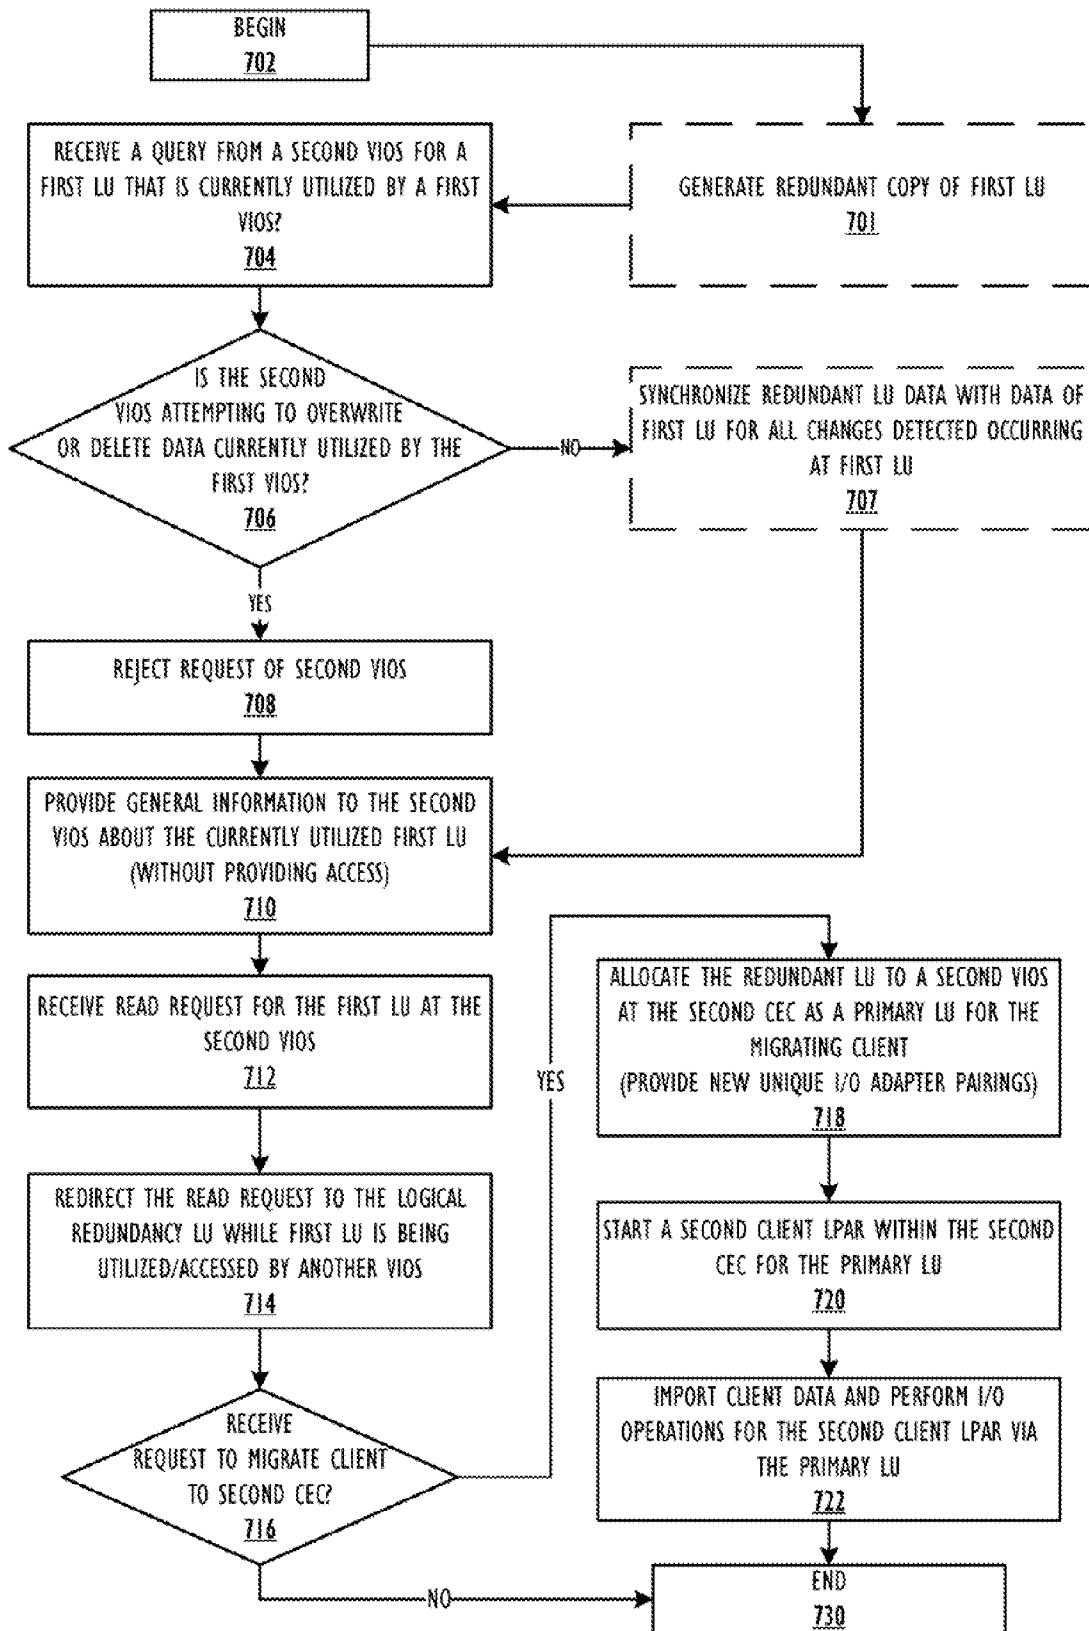 BEGIN
702
GENERATE REDUNDANT COPY OF FIRST LU
701
RECEIVE A QUERY FROM A SECOND VIOS FOR A
FIRST LU THAT IS CURRENTLY UTILIZED BY A FIRST
VIOS?
704
IS THE SECOND
VIOS ATTEMPTING TO OVERWRITE
OR DELETE DATA CURRENTLY UTILIZED BY THE
FIRST VIOS?
706
NO
SYNCHRONIZE REDUNDANT LU DATA WITH DATA OF
FIRST LU FOR ALL CHANGES DETECTED OCCURRING
AT FIRST LU
707
YES
REJECT REQUEST OF SECOND VIOS
708
PROVIDE GENERAL INFORMATION TO THE SECOND
VIOS ABOUT THE CURRENTLY UTILIZED FIRST LU
(WITHOUT PROVIDING ACCESS)
710
RECEIVE READ REQUEST FOR THE FIRST LU AT THE
SECOND VIOS
712
REDIRECT THE READ REQUEST TO THE LOGICAL
REDUNDANCY LU WHILE FIRST LU IS BEING
UTILIZED/ACCESSED BY ANOTHER VIOS
714
RECEIVE
REQUEST TO MIGRATE CLIENT
TO SECOND CEC?
716
YES
ALLOCATE THE REDUNDANT LU TO A SECOND VIOS
AT THE SECOND CEC AS A PRIMARY LU FOR THE
MIGRATING CLIENT
(PROVIDE NEW UNIQUE I/O ADAPTER PAIRINGS)
718
START A SECOND CLIENT LPAR WITHIN THE SECOND
CEC FOR THE PRIMARY LU
720
IMPORT CLIENT DATA AND PERFORM I/O
OPERATIONS FOR THE SECOND CLIENT LPAR VIA
THE PRIMARY LU
722
NO
END
730